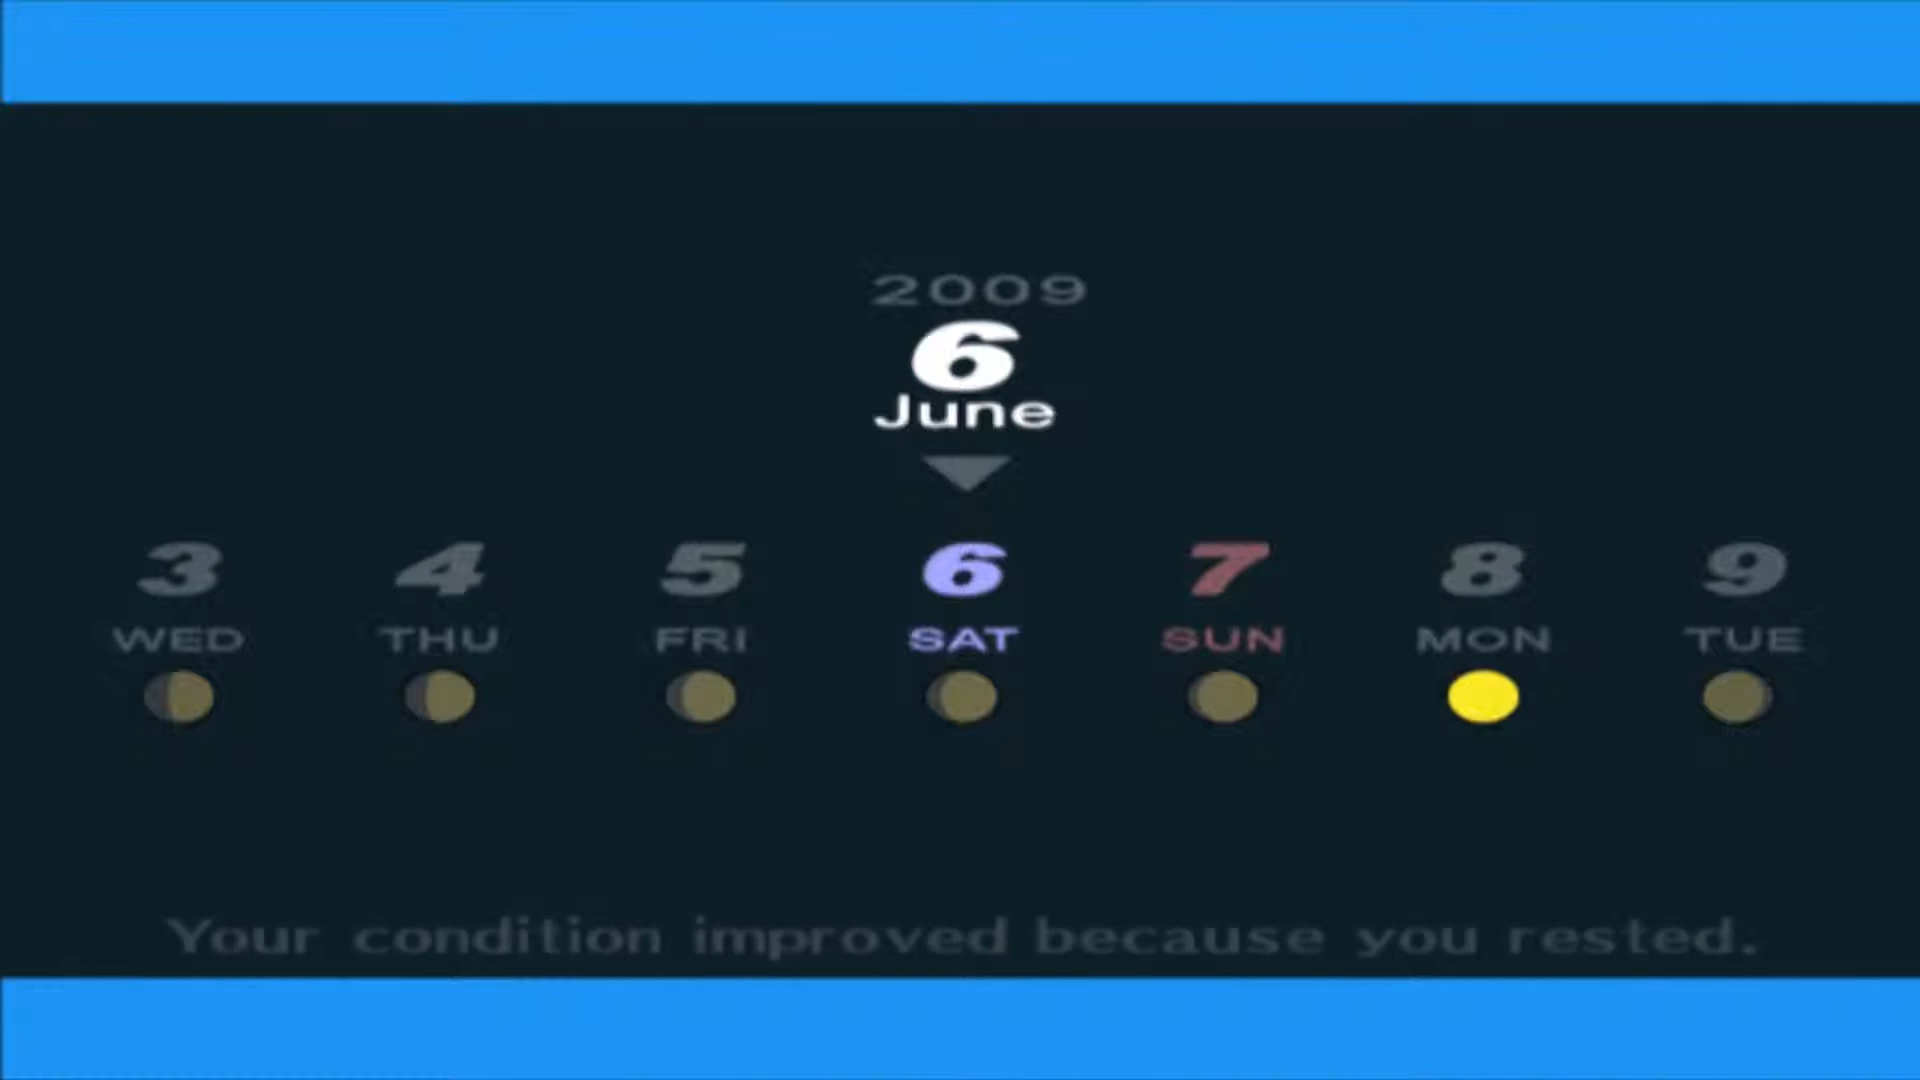 2009
6
June
3 4 5 6 7 8 9
WED THU FRI SAT SUN MON TUE
Your condition improved because you rested.